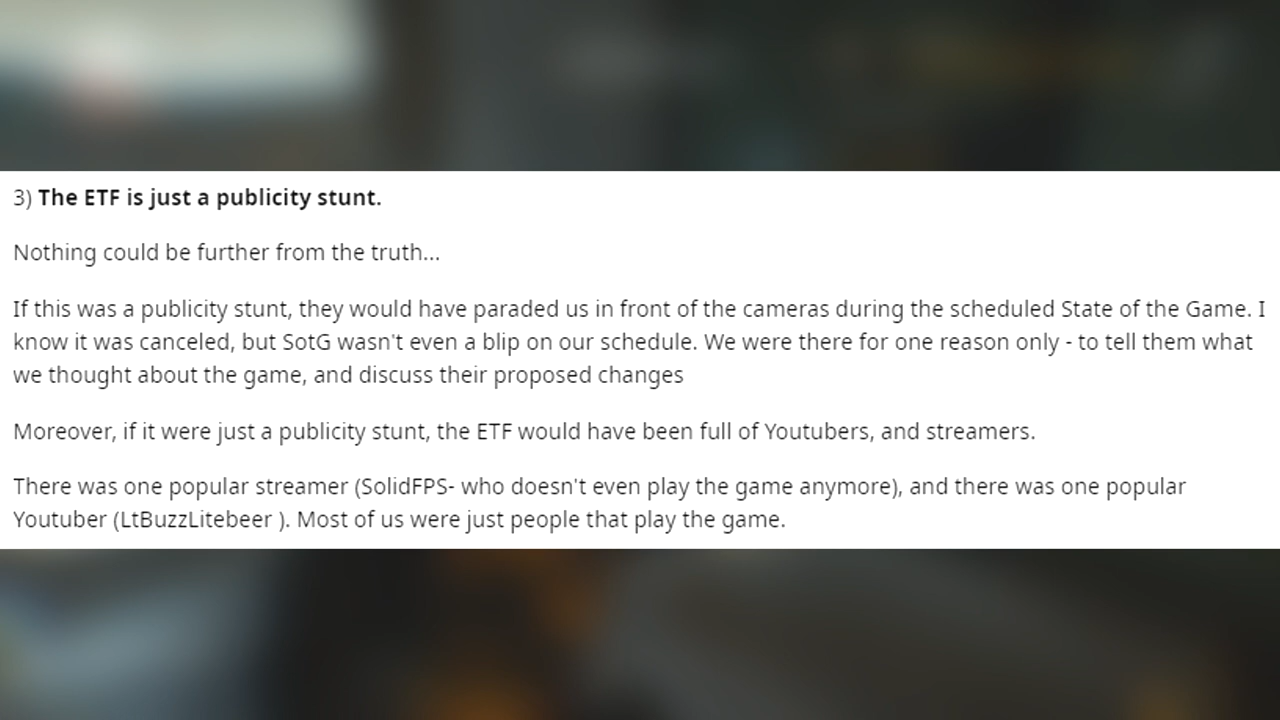 3) The ETF is just a publicity stunt.
Nothing could be further from the truth...
If this was a publicity stunt, they would have paraded us in front of the cameras during the scheduled State of the Game. I
know it was canceled, but SotG wasn't even a blip on our schedule. We were there for one reason only - to tell them what
we thought about the game, and discuss their proposed changes
Moreover, if it were just a publicity stunt, the ETF would have been full of Youtubers, and streamers.
There was one popular streamer (SolidFPS- who doesn't even play the game anymore), and there was one popular
Youtuber (LtBuzzLitebeer ). Most of us were just people that play the game.